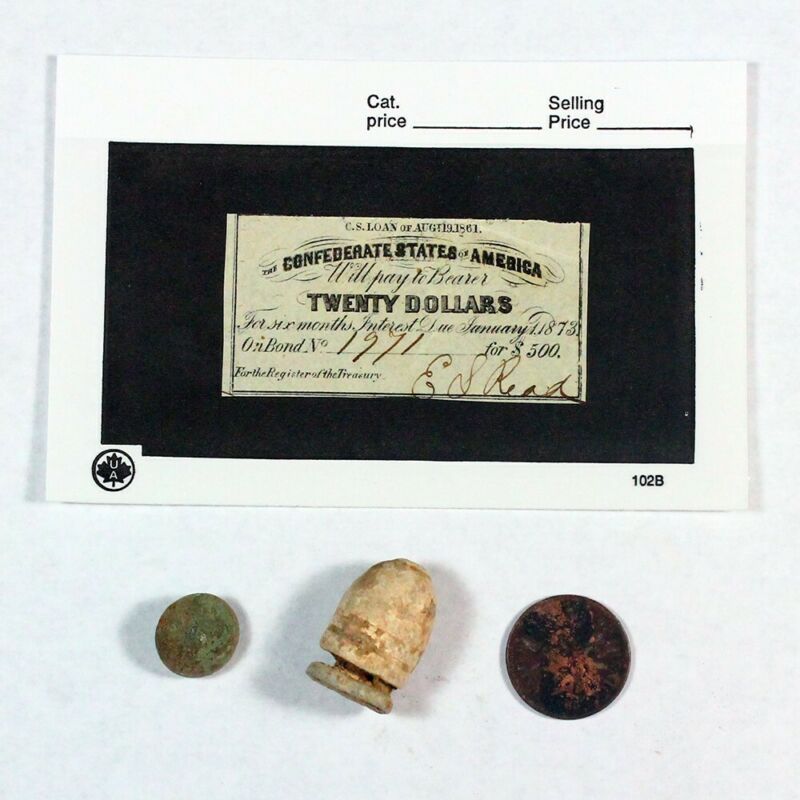 Cat. price Selling Price
C.S. LOAN OF AUGT 19.1861.
THE CONFEDERATE STATES OF AMERICA
Will pay to Bearer
TWENTY DOLLARS
For six months, Interest Due January 1, 1873.
On Bond No. 1971 for $ 500.
For the Register of the Treasury.
E S Read
UA
102B